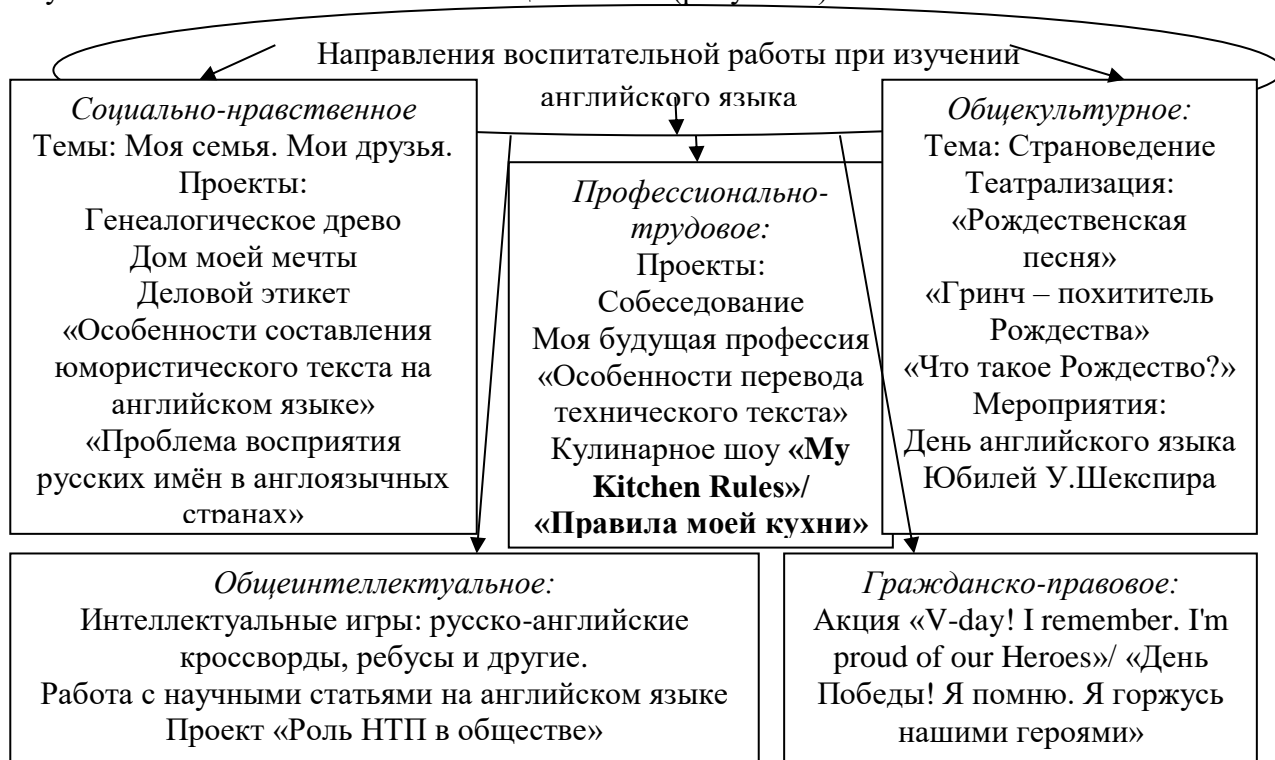 Направления воспитательной работы при изучении
английского языка
Социально-нравственное
Темы: Моя семья. Мои друзья.
Проекты:
Генеалогическое древо
Дом моей мечты
Деловой этикет
«Особенности составления
юмористического текста на
английском языке»
«Проблема восприятия
русских имён в англоязычных
странах»
Профессионально-
трудовое:
Проекты:
Собеседование
Моя будущая профессия
«Особенности перевода
технического текста»
Кулинарное шоу «My
Kitchen Rules»/
«Правила моей кухни»
Общекультурное:
Тема: Страноведение
Театрализация:
«Рождественская
песня»
«Гринч – похититель
Рождества»
«Что такое Рождество?»
Мероприятия:
День английского языка
Юбилей У.Шекспира
Общеинтеллектуальное:
Интеллектуальные игры: русско-английские
кроссворды, ребусы и другие.
Работа с научными статьями на английском языке
Проект «Роль НТП в обществе»
Гражданско-правовое:
Акция «V-day! I remember. I'm
proud of our Heroes»/ «День
Победы! Я помню. Я горжусь
нашими героями»